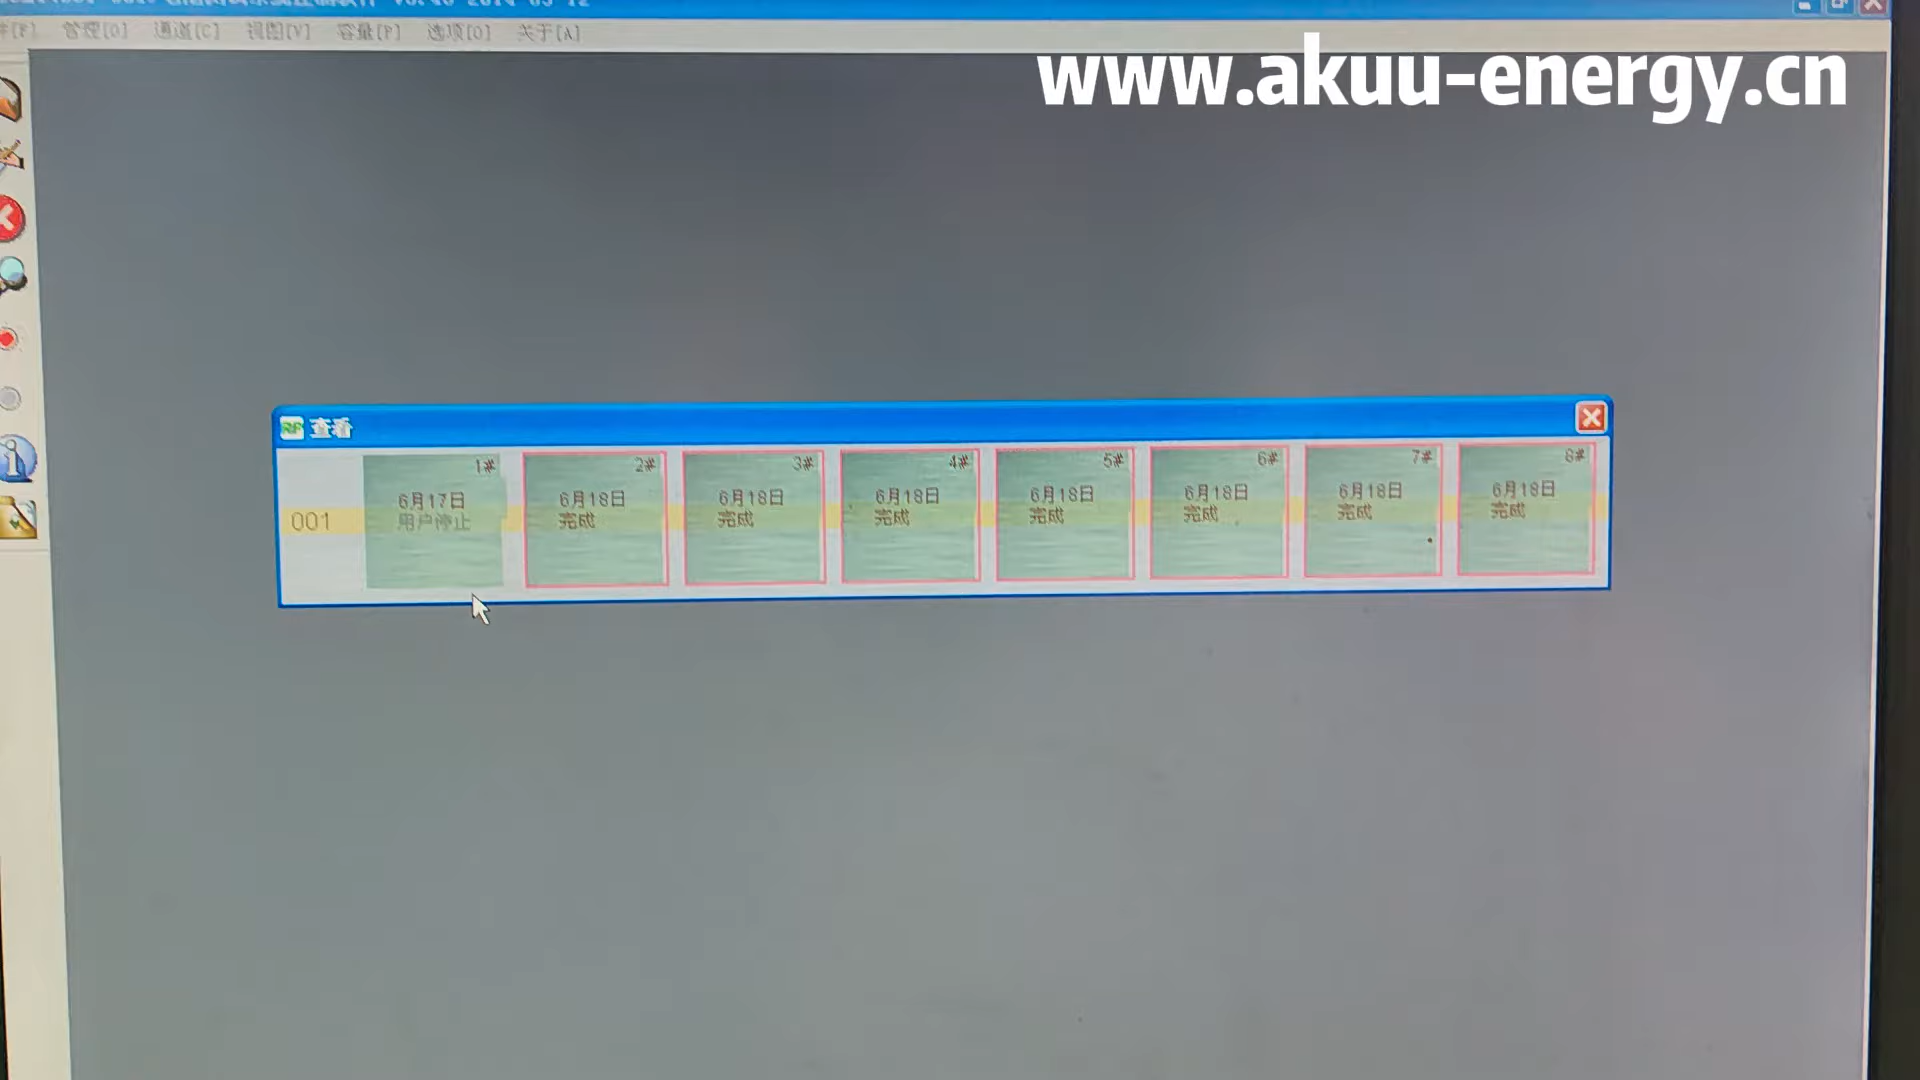 管理[O] 通道[C] 视图[V] 容量[P] 选项[O] 关于[A]
www.akuu-energy.cn
RF 查看
001
1#
6月17日
用户停止
2#
6月18日
完成
3#
6月18日
完成
4#
6月18日
完成
5#
6月18日
完成
6#
6月18日
完成
7#
6月18日
完成
8#
6月18日
完成